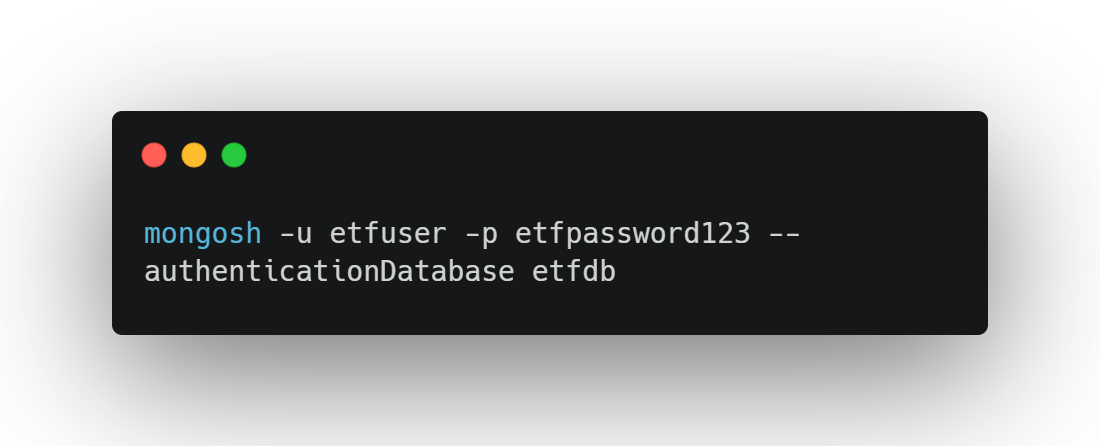 mongosh -u etfuser -p etfpassword123 --
authenticationDatabase etfdb